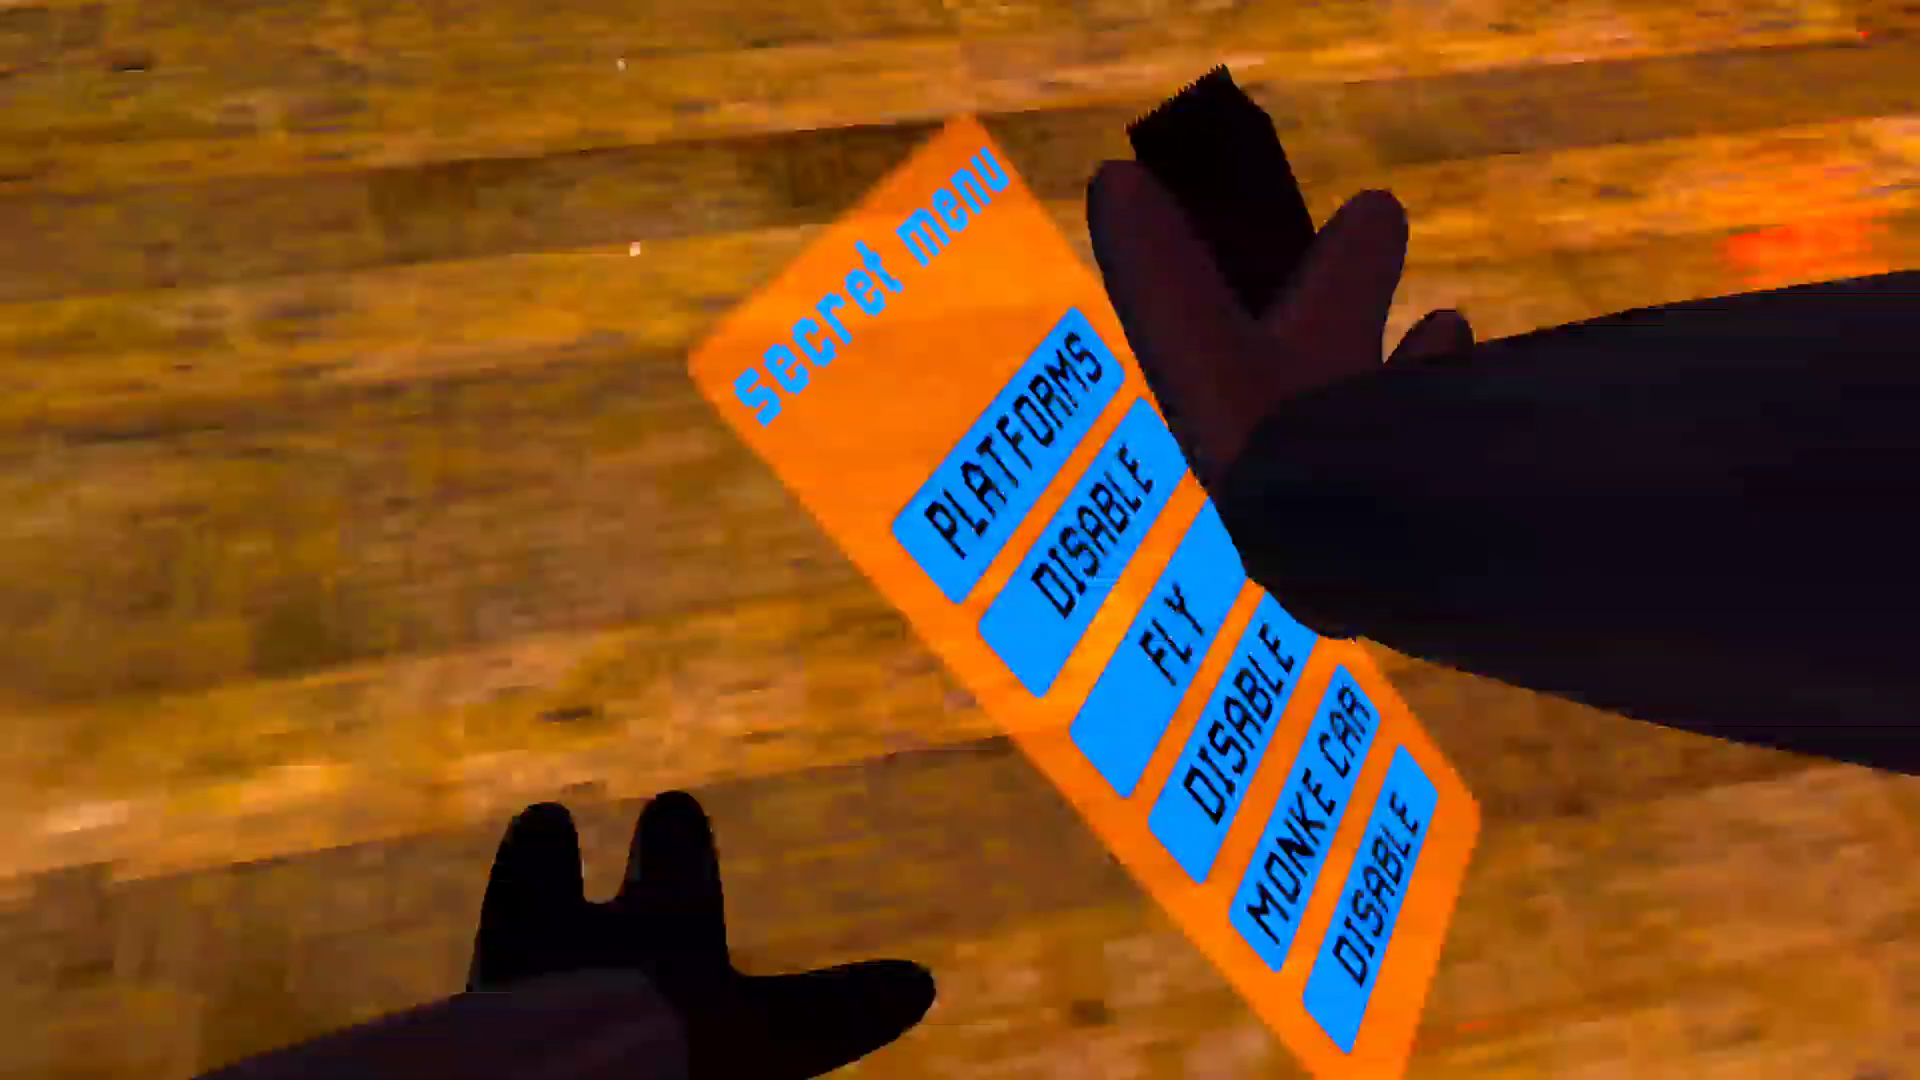 secret menu
PLATFORMS
DISABLE
FLY
DISABLE
MONKE CAR
DISABLE